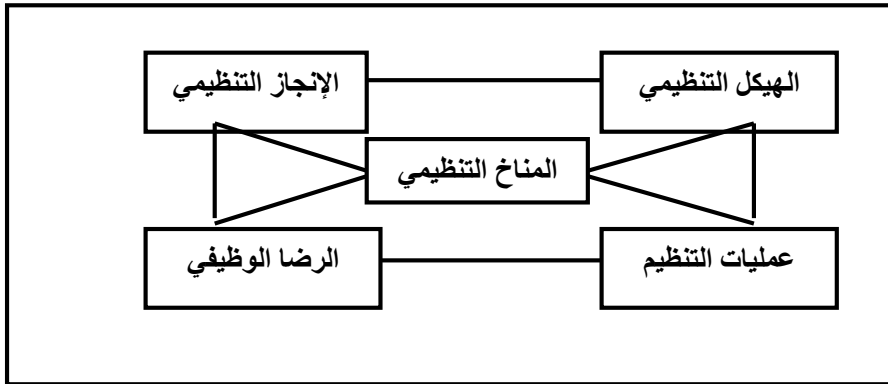 الهيكل التنظيمي
الإنجاز التنظيمي
المناخ التنظيمي
عمليات التنظيم
الرضا الوظيفي